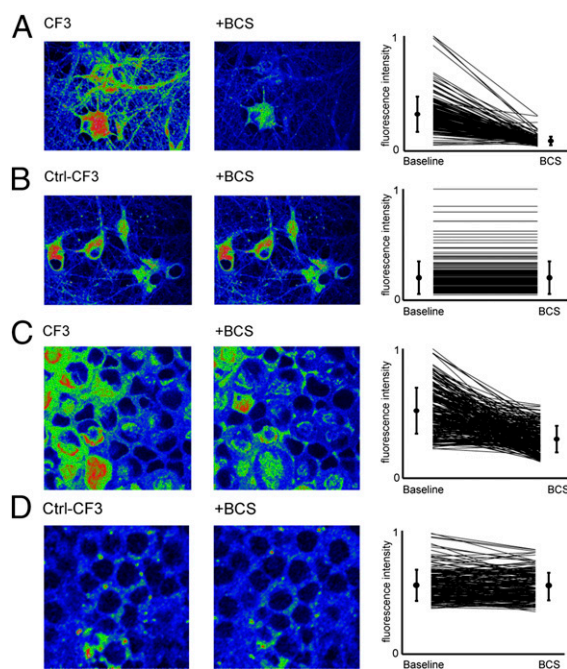 A
CF3
+BCS
1
fluorescence intensity
0
Baseline
BCS
B
Ctrl-CF3
+BCS
1
fluorescence intensity
0
Baseline
BCS
C
CF3
+BCS
1
fluorescence intensity
0
Baseline
BCS
D
Ctrl-CF3
+BCS
1
fluorescence intensity
0
Baseline
BCS